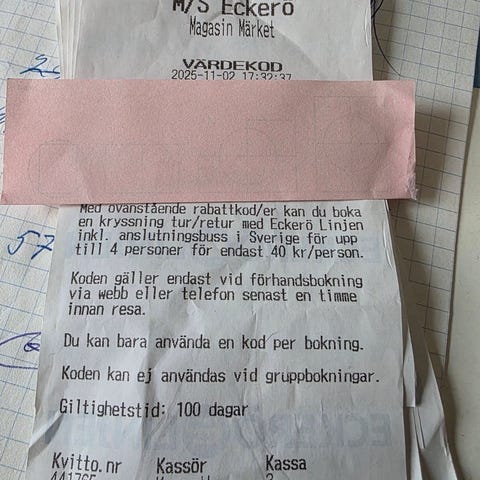 M/S Eckerö
Magasin Märket
VÄRDEKOD
2025-11-02 17:32:37
Med ovanstående rabattkod/er kan du boka
en kryssning tur/retur med Eckerö Linjen
inkl. anslutningsbuss i Sverige för upp
till 4 personer för endast 40 kr/person.
Koden gäller endast vid förhandsbokning
via webb eller telefon senast en timme
innan resa.
Du kan bara använda en kod per bokning.
Koden kan ej användas vid gruppbokningar.
Giltighetstid: 100 dagar
Kvitto.nr Kassör Kassa
57